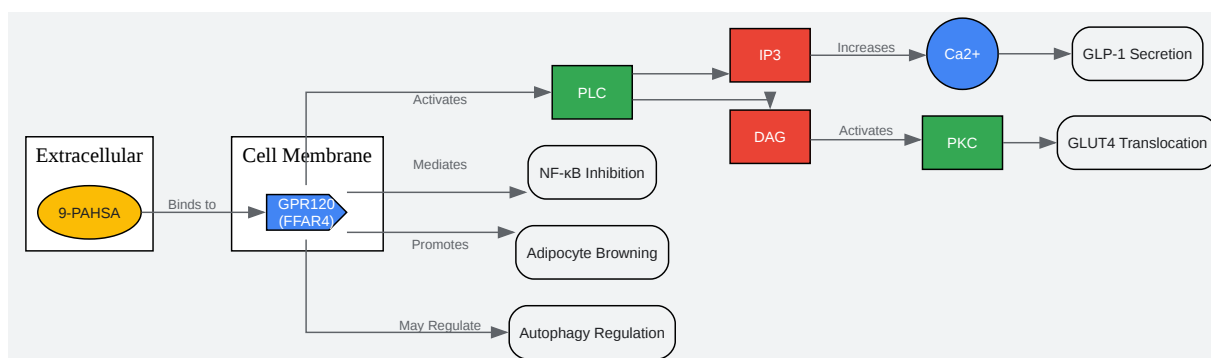 Extracellular
9-PAHSA
Binds to
Cell Membrane
GPR120
(FFAR4)
Activates
PLC
IP3
Increases
Ca2+
GLP-1 Secretion
DAG
Activates
PKC
GLUT4 Translocation
Mediates
NF-κB Inhibition
Promotes
Adipocyte Browning
May Regulate
Autophagy Regulation